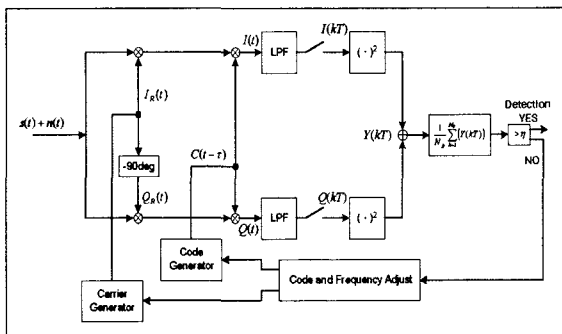 I(t)
LPF
I(kT)
( · )²
s(t) + n(t)
I_R(t)
-90deg
Q_R(t)
C(t − τ)
Y(kT)
Detection
YES
> η
NO
Q(t)
LPF
Q(kT)
( · )²
Code
Generator
Carrier
Generator
Code and Frequency Adjust